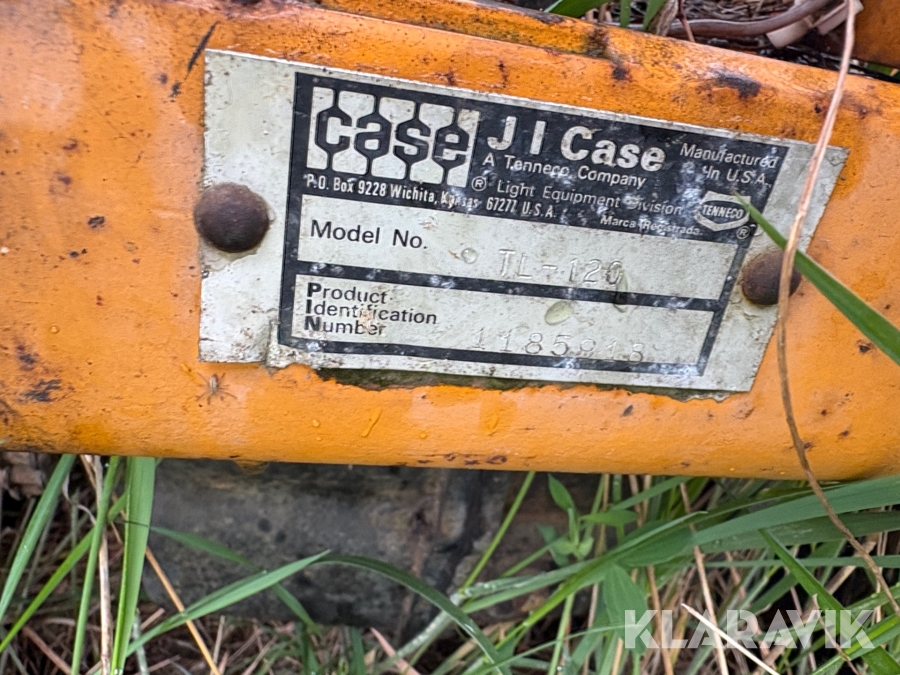 case
J I Case
A Tenneco Company
Manufactured
In U.S.A.
® Light Equipment Division
P.O. Box 9228 Wichita, Kansas 67277 U.S.A.
Marca Registrada
TENNECO
®
Model No. TL-120
Product
Identification
Number 1185918
KLARAVIK